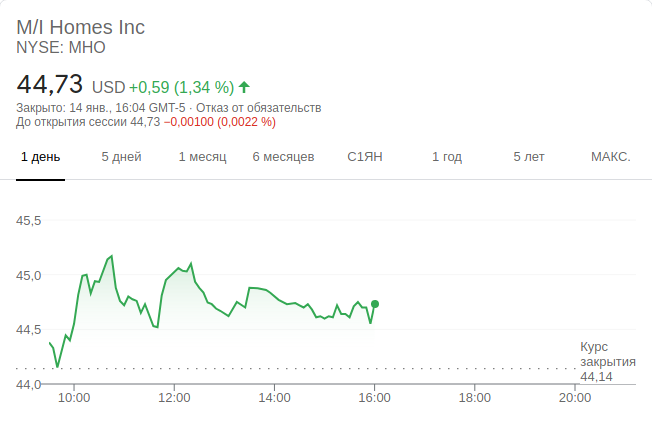 M/I Homes Inc
NYSE: MHO
44,73 USD +0,59 (1,34 %)
Закрыто: 14 янв., 16:04 GMT-5 · Отказ от обязательств
До открытия сессии 44,73 −0,00100 (0,0022 %)
1 день 5 дней 1 месяц 6 месяцев С1ЯН 1 год 5 лет МАКС.
45,5
45,0
44,5
Курс
закрытия
44,14
44,0
10:00 12:00 14:00 16:00 18:00 20:00